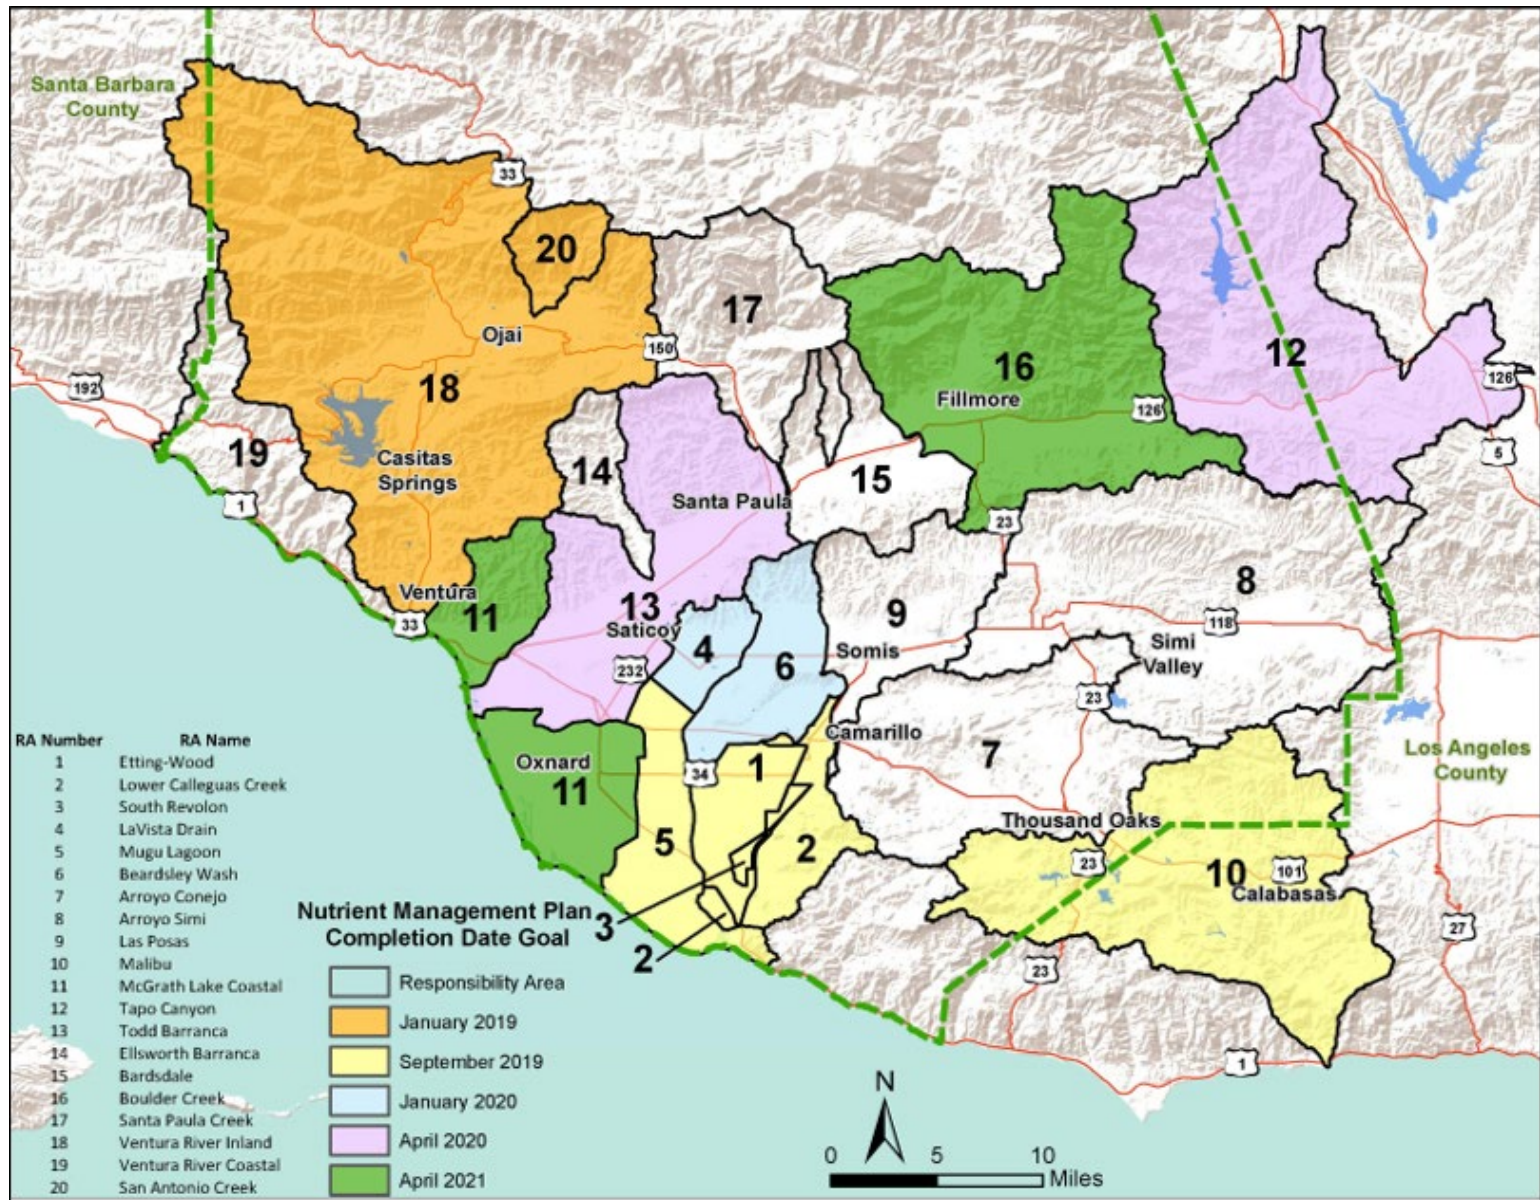 Santa Barbara
County
33
20
17
Ojai
150
16
12
192
18
Fillmore
126
126
19
Casitas
Springs
14
Santa Paula
15
5
1
23
Ventura
11
13
8
33
Saticoy
4
9
118
232
6
Somis
Simi
Valley
23
Camarillo
7
Los Angeles
County
Oxnard
11
34
1
Thousand Oaks
5
2
23
10
101
Calabasas
3
2
27
23
1
RA Number RA Name
1 Etting-Wood
2 Lower Calleguas Creek
3 South Revolon
4 LaVista Drain
5 Mugu Lagoon
6 Beardsley Wash
7 Arroyo Conejo
8 Arroyo Simi
9 Las Posas
10 Malibu
11 McGrath Lake Coastal
12 Tapo Canyon
13 Todd Barranca
14 Ellsworth Barranca
15 Bardsdale
16 Boulder Creek
17 Santa Paula Creek
18 Ventura River Inland
19 Ventura River Coastal
20 San Antonio Creek
Nutrient Management Plan
Completion Date Goal
Responsibility Area
January 2019
September 2019
January 2020
April 2020
April 2021
N
0 5 10
Miles